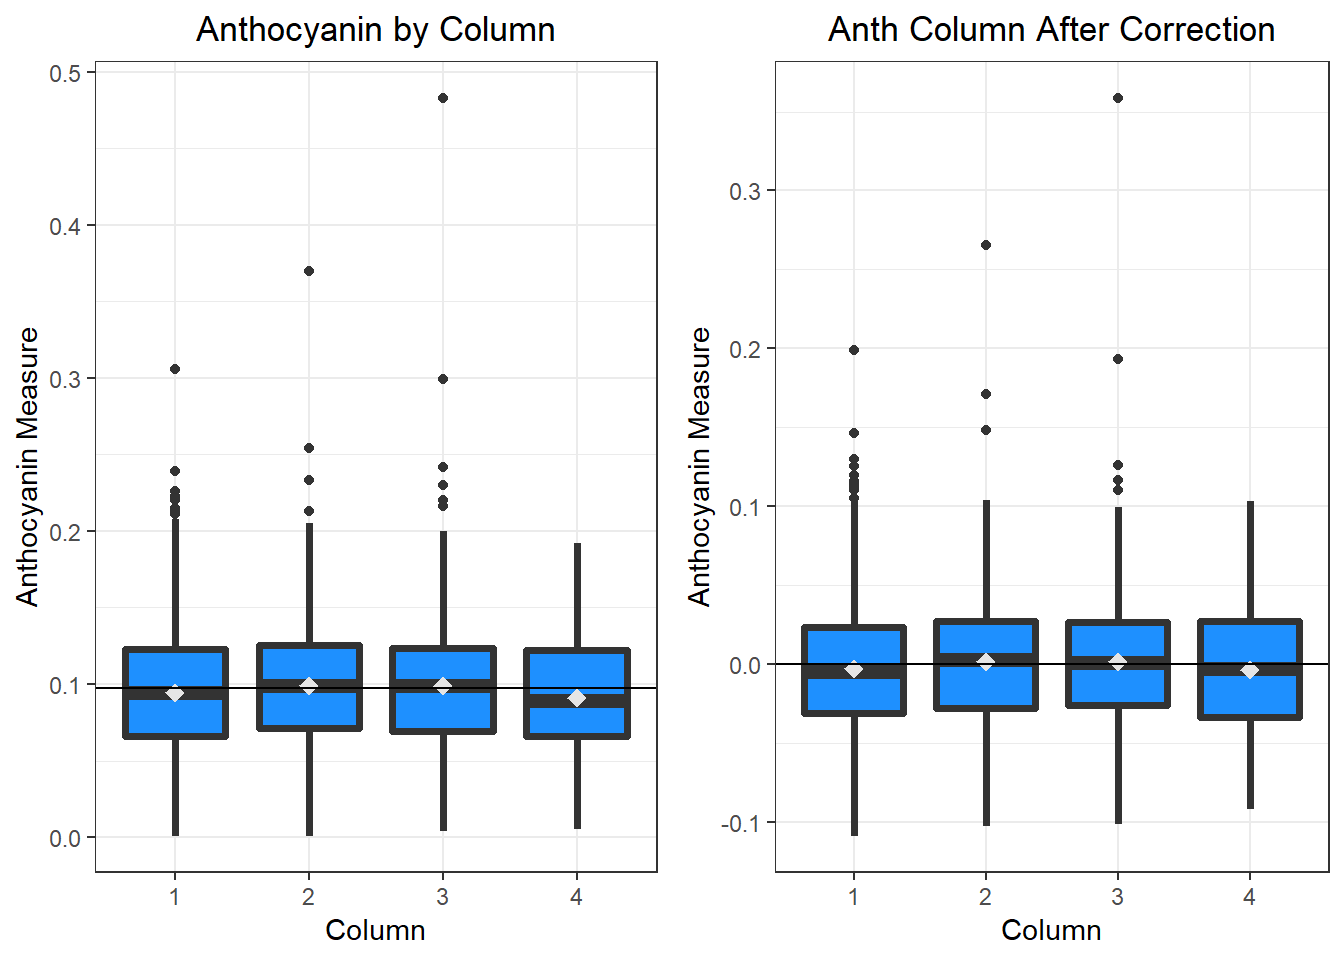 Anthocyanin by Column
Anthocyanin Measure
0.5
0.4
0.3
0.2
0.1
0.0
1 2 3 4
Column
Anth Column After Correction
Anthocyanin Measure
0.3
0.2
0.1
0.0
-0.1
1 2 3 4
Column